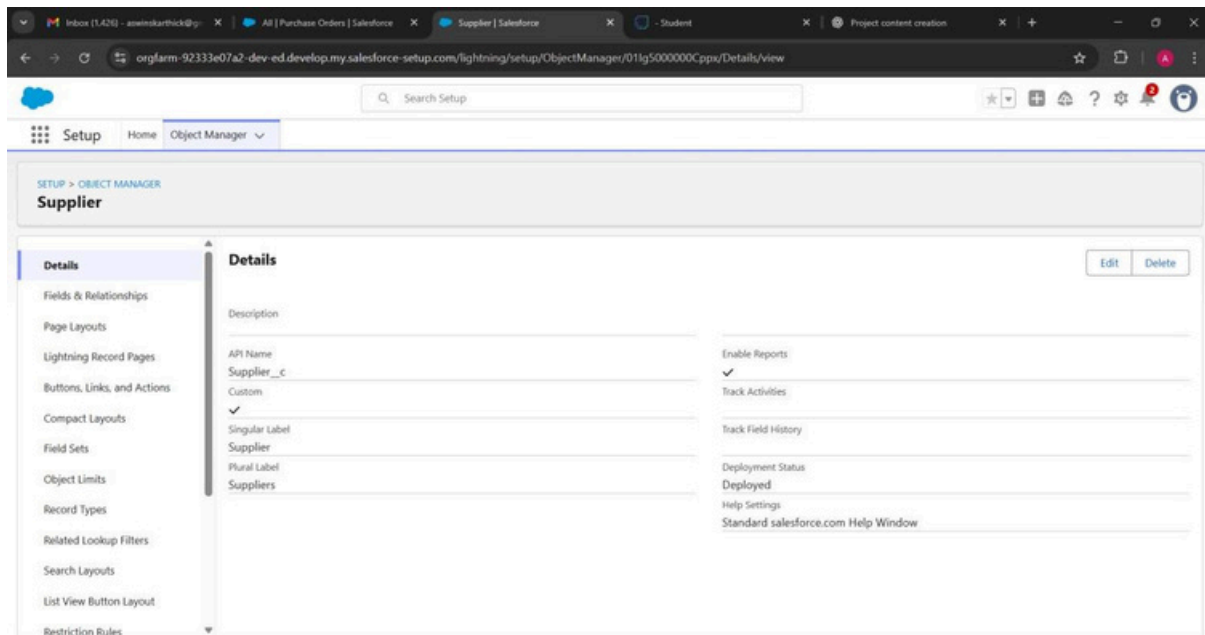 Inbox (1,426) - aswinskarthick@g
All | Purchase Orders | Salesforce
Supplier | Salesforce
- Student
Project content creation
orgfarm-92333e07a2-dev-ed.develop.my.salesforce-setup.com/lightning/setup/ObjectManager/01Ig5000000Cppx/Details/view
A
Search Setup
2
Setup
Home
Object Manager
SETUP > OBJECT MANAGER
Supplier
Details
Fields & Relationships
Page Layouts
Lightning Record Pages
Buttons, Links, and Actions
Compact Layouts
Field Sets
Object Limits
Record Types
Related Lookup Filters
Search Layouts
List View Button Layout
Restriction Rules
Details
Edit
Delete
Description
API Name
Supplier__c
Custom
Singular Label
Supplier
Plural Label
Suppliers
Enable Reports
Track Activities
Track Field History
Deployment Status
Deployed
Help Settings
Standard salesforce.com Help Window